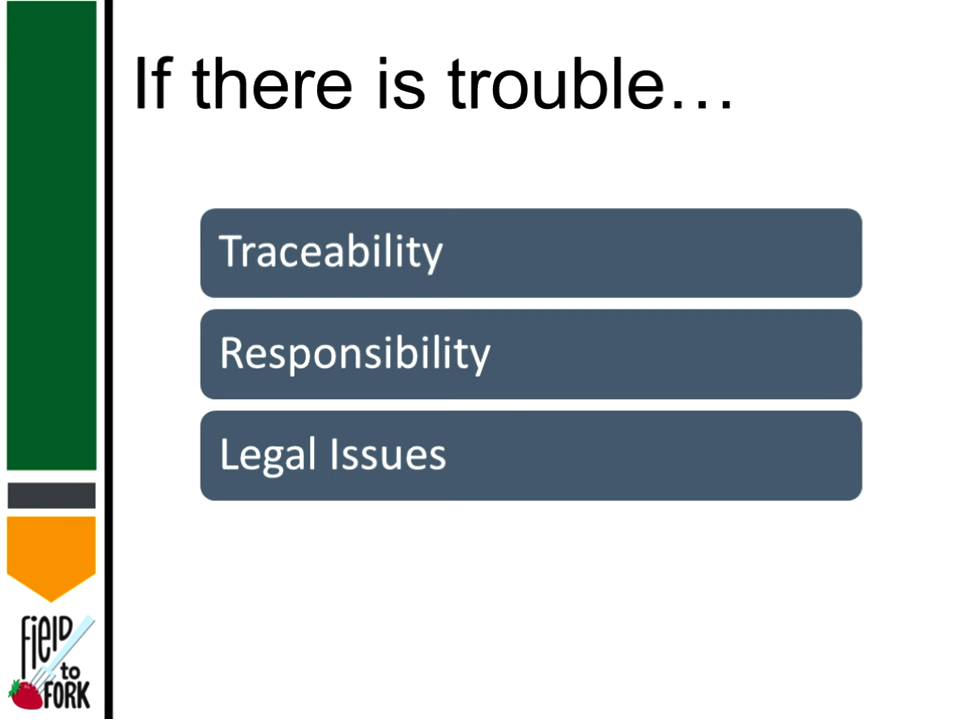 If there is trouble…
Traceability
Responsibility
Legal Issues
FIELD
to
FORK